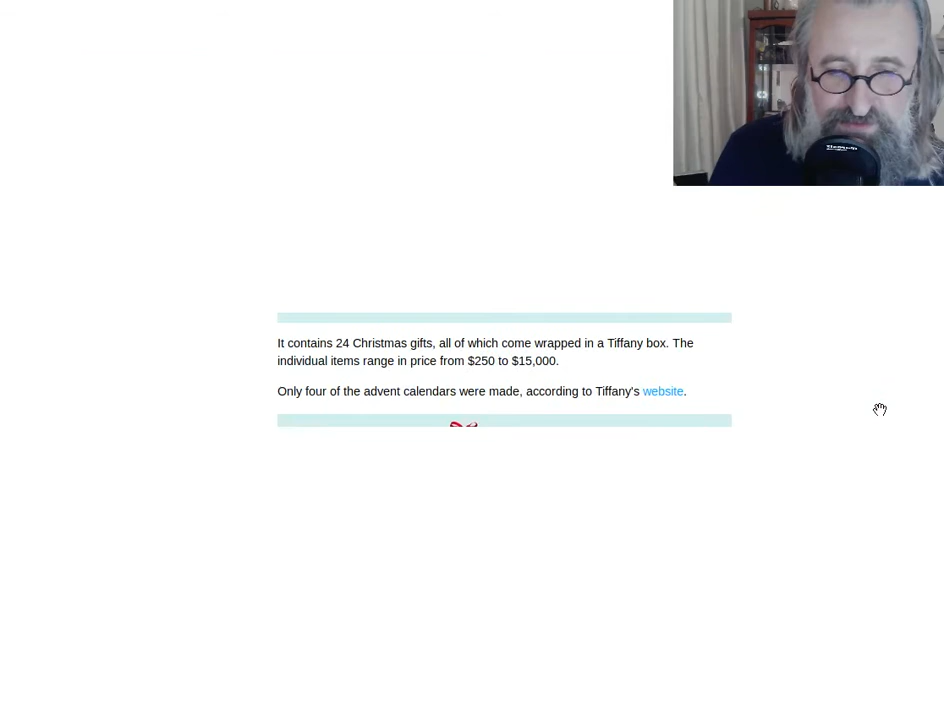 It contains 24 Christmas gifts, all of which come wrapped in a Tiffany box. The
individual items range in price from $250 to $15,000.
Only four of the advent calendars were made, according to Tiffany's website.